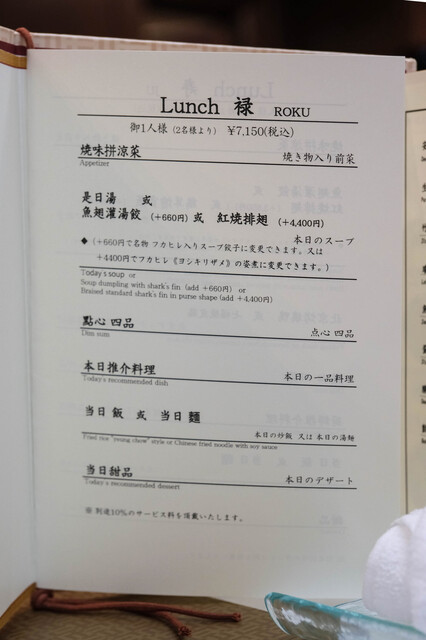 Lunch 禄 ROKU
御1人様 (2名様より) ¥7,150(税込)
焼味拼涼菜 焼き物入り前菜
Appetizer
是日湯 或
魚翅灌湯餃 (+660円) 或 紅焼排翅 (+4,400円)
本日のスープ
◆(+660円で名物 フカヒレ入りスープ餃子に変更できます。又は
+4400円でフカヒレ《ヨシキリザメ》の姿煮に変更できます。)
Today's soup or
Soup dumpling with shark's fin (add +660円) or
Braised standard shark's fin in purse shape (add +4,400円)
點心 四品 点心 四品
Dim sum
本日推介料理 本日の一品料理
Today's recommended dish
当日 飯 或 当日 麵
本日の炒飯 又は 本日の湯麺
Fried rice "yeung chow" style or Chinese fried noodle with soy sauce
当日甜品 本日のデザート
Today's recommended dessert
※ 別途10%のサービス料を頂戴いたします。